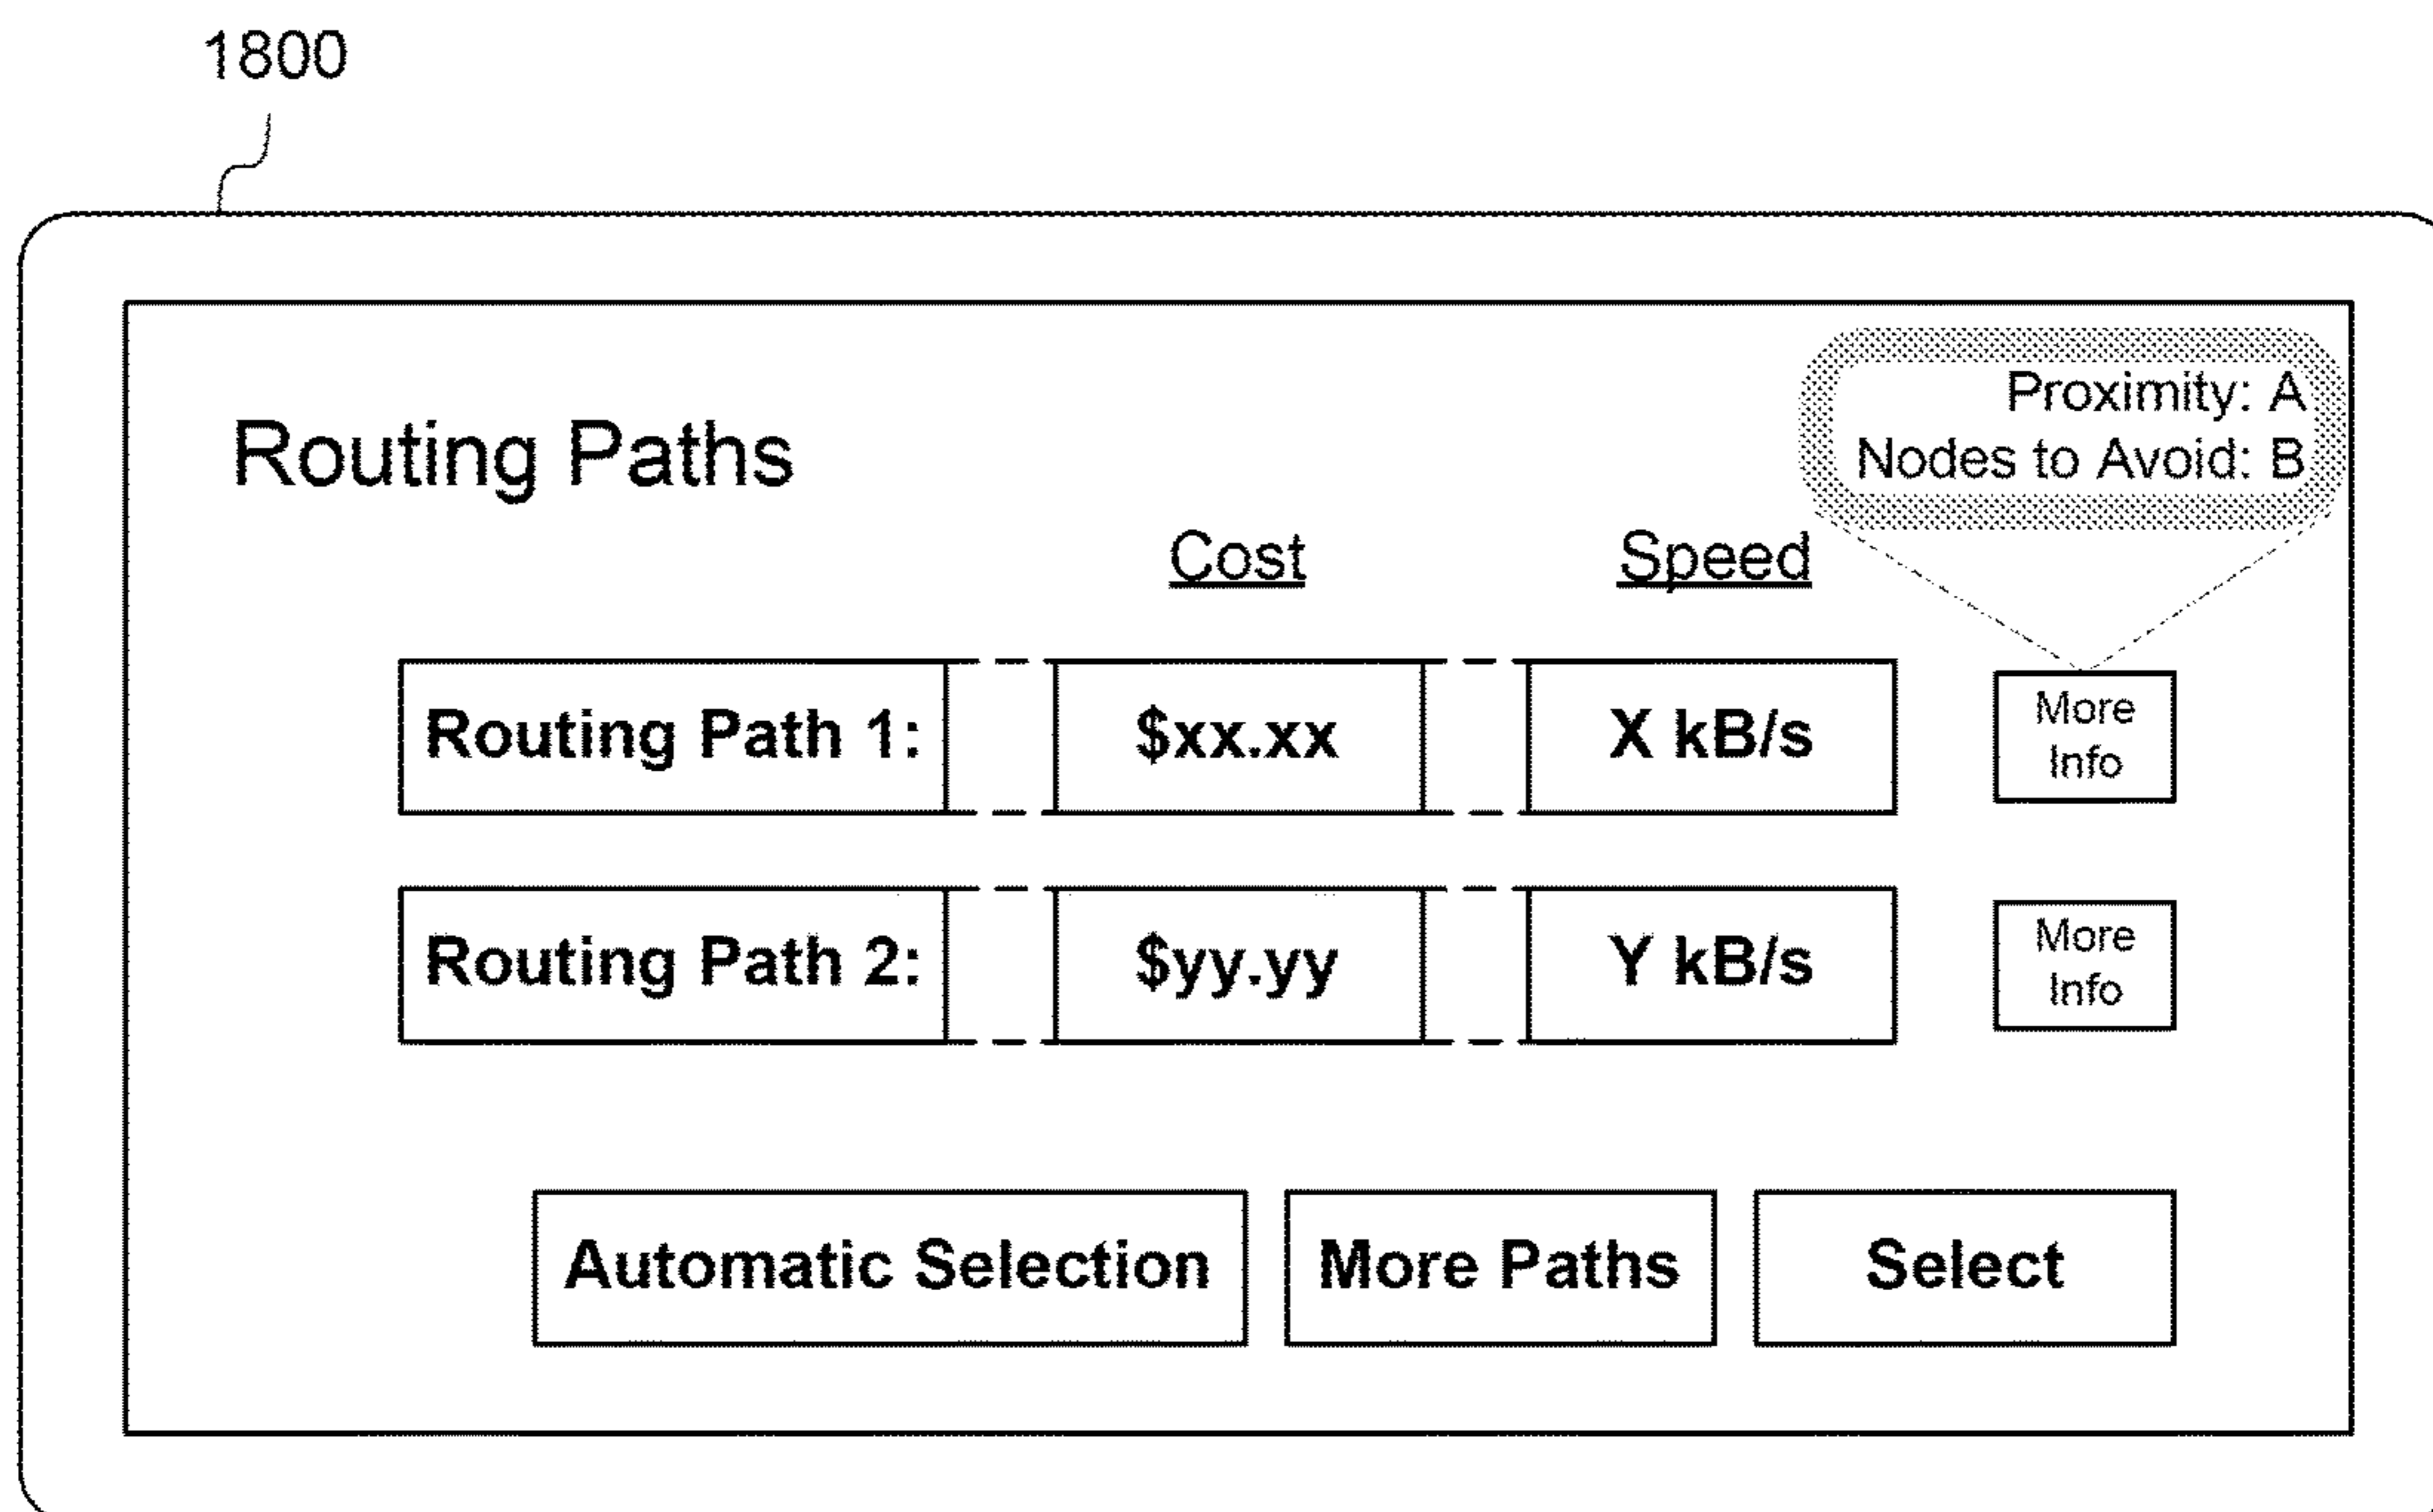 1800
Proximity: A
Nodes to Avoid: B
Routing Paths
Cost Speed
Routing Path 1: $xx.xx X kB/s More Info
Routing Path 2: $yy.yy Y kB/s More Info
Automatic Selection More Paths Select